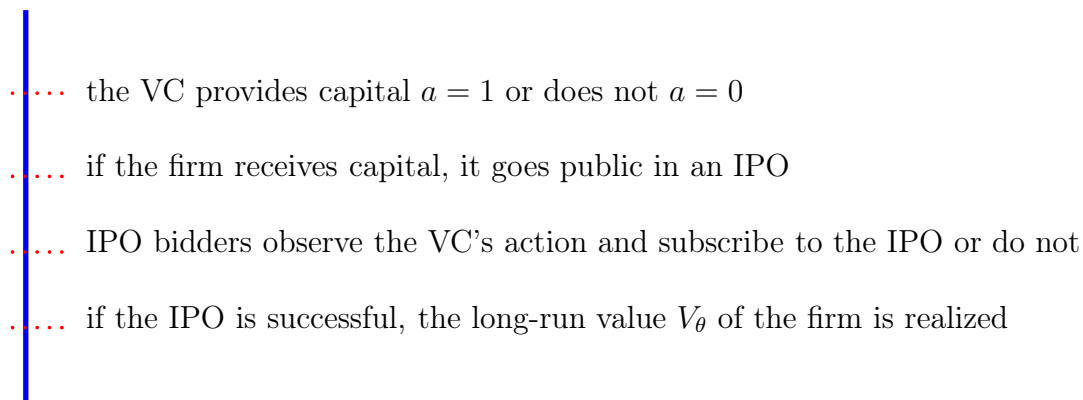 the VC provides capital a = 1 or does not a = 0
if the firm receives capital, it goes public in an IPO
IPO bidders observe the VC's action and subscribe to the IPO or do not
if the IPO is successful, the long-run value V_θ of the firm is realized